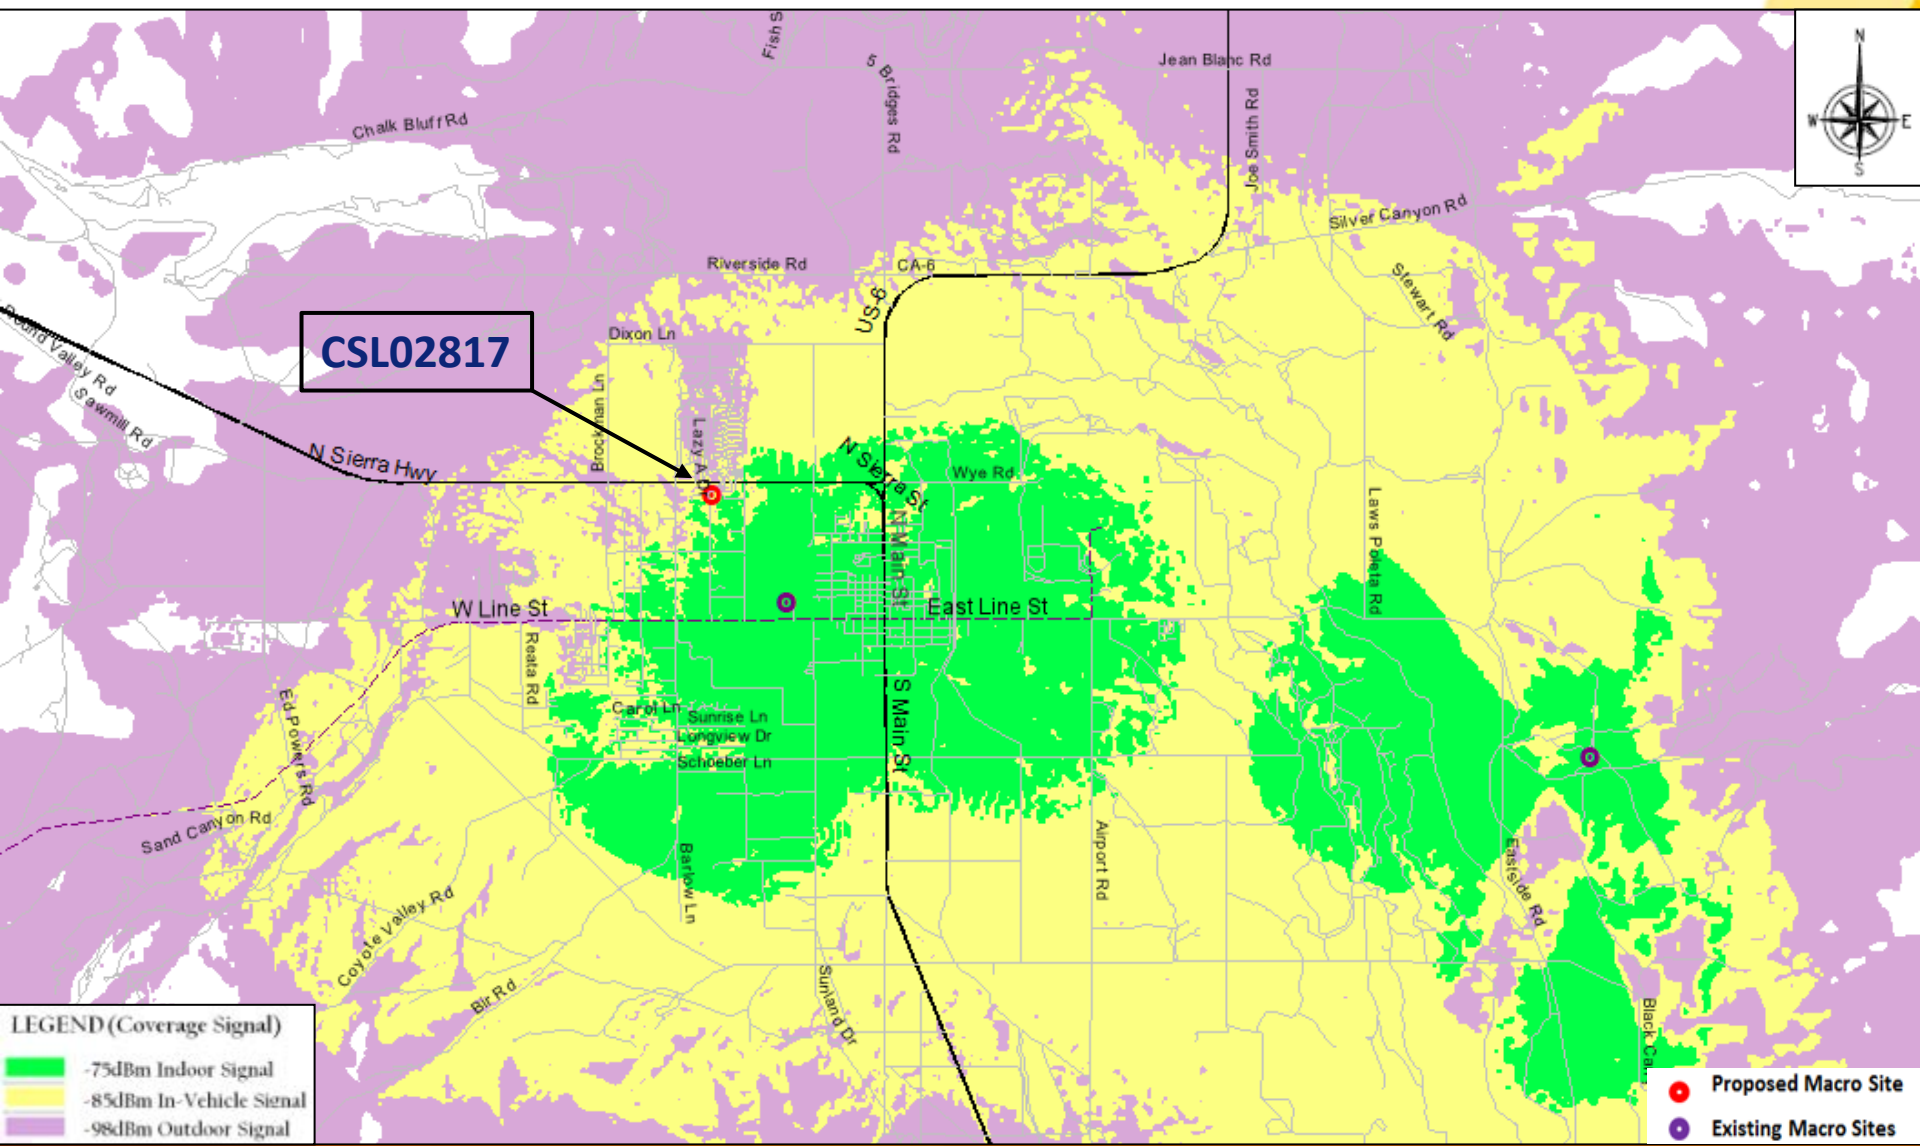 Fish S
5 Bridges Rd
Jean Blanc Rd
N
W
E
S
Joe Smith Rd
Chalk Bluff Rd
Silver Canyon Rd
Riverside Rd
CA-6
US-6
Stewart Rd
Round Valley Rd
Dixon Ln
CSL02817
Sawmill Rd
Brockman Ln
Lazy A Dr
N Sierra Hwy
N Sierra St
Wye Rd
Laws Poleta Rd
N Main St
W Line St
East Line St
Reata Rd
Ed Powers Rd
Carol Ln
Sunrise Ln
Longview Dr
Schoeber Ln
S Main St
Sand Canyon Rd
Barlow Ln
Airport Rd
Eastside Rd
Coyote Valley Rd
Bir Rd
Sunland Dr
Black Can
LEGEND (Coverage Signal)
-75dBm Indoor Signal
-85dBm In-Vehicle Signal
-98dBm Outdoor Signal
Proposed Macro Site
Existing Macro Sites